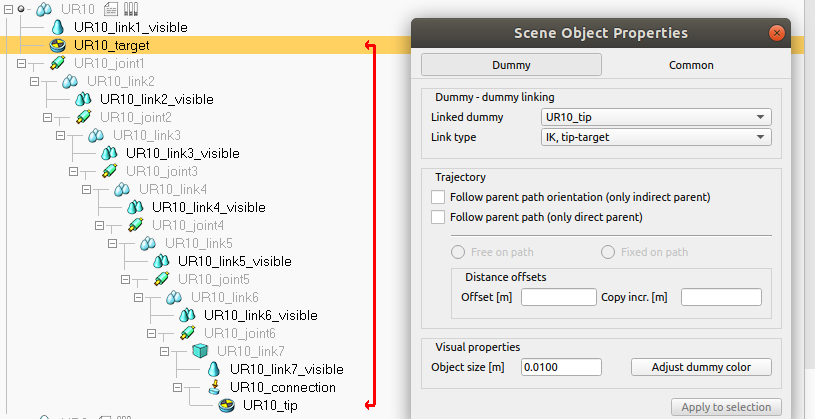 UR10
UR10_link1_visible
UR10_target
UR10_joint1
UR10_link2
UR10_link2_visible
UR10_joint2
UR10_link3
UR10_link3_visible
UR10_joint3
UR10_link4
UR10_link4_visible
UR10_joint4
UR10_link5
UR10_link5_visible
UR10_joint5
UR10_link6
UR10_link6_visible
UR10_joint6
UR10_link7
UR10_link7_visible
UR10_connection
UR10_tip
Scene Object Properties
Dummy Common
Dummy - dummy linking
Linked dummy UR10_tip
Link type IK, tip-target
Trajectory
Follow parent path orientation (only indirect parent)
Follow parent path (only direct parent)
Free on path Fixed on path
Distance offsets
Offset [m] Copy incr. [m]
Visual properties
Object size [m] 0.0100 Adjust dummy color
Apply to selection